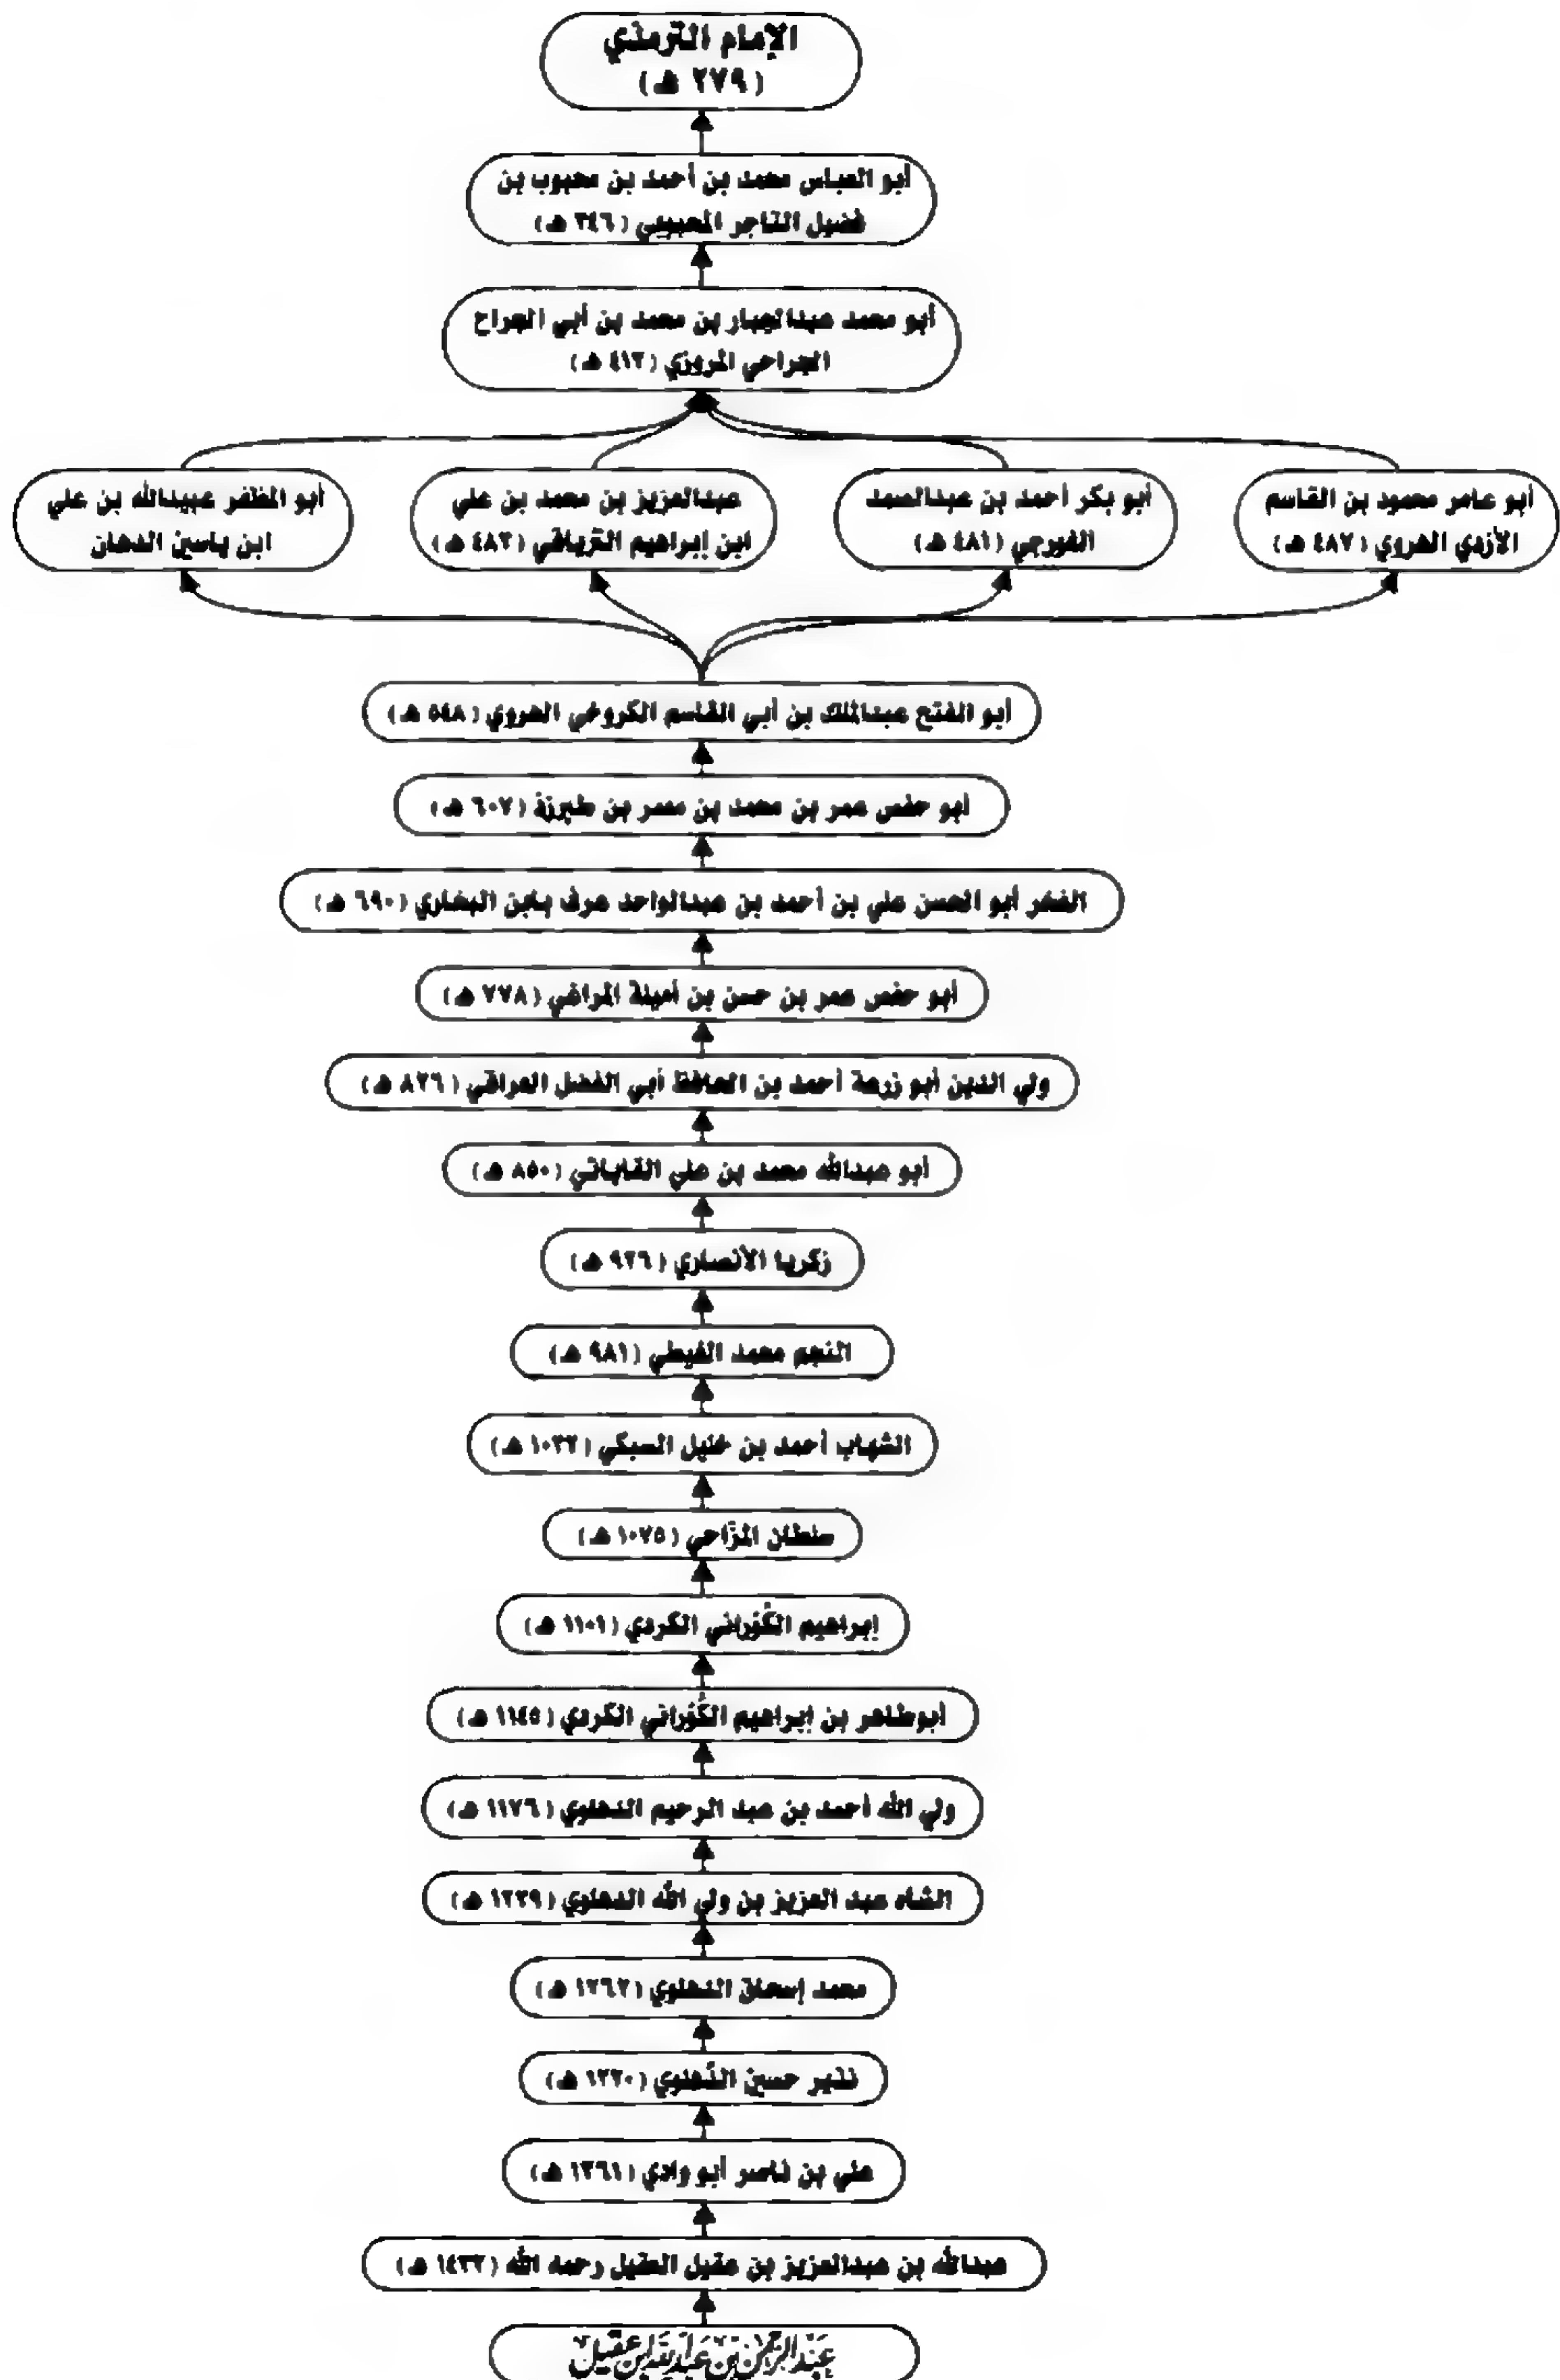 الإمام الترمذي
(٢٧٩ هـ)
أبو العباس محمد بن أحمد بن محبوب بن
فضيل التاجر المحبوبي (٣٤٦ هـ)
أبو محمد عبدالجبار بن محمد بن أبي الجراح
الجراحي المروزي (٤١٢ هـ)
أبو عامر محمود بن القاسم
الأزدي الهروي (٤٨٧ هـ)
أبو بكر أحمد بن عبدالصمد
الغورجي (٤٨١ هـ)
عبدالعزيز بن محمد بن علي
ابن إبراهيم الترياقي (٤٨٣ هـ)
أبو المظفر عبيدالله بن علي
ابن ياسين الدهان
أبو الفتح عبدالملك بن أبي القاسم الكروخي الهروي (٥٤٨ هـ)
أبو حفص عمر بن محمد بن معمر بن طبرزذ (٦٠٧ هـ)
الفخر أبو الحسن علي بن أحمد بن عبدالواحد عرف بابن البخاري (٦٩٠ هـ)
أبو حفص عمر بن حسن بن أميلة المراغي (٧٧٨ هـ)
ولي الدين أبو زرعة أحمد بن الحافظ أبي الفضل العراقي (٨٢٦ هـ)
أبو عبدالله محمد بن علي القاياتي (٨٥٠ هـ)
زكريا الأنصاري (٩٢٦ هـ)
النجم محمد الغيطي (٩٨١ هـ)
الشهاب أحمد بن خليل السبكي (١٠٣٢ هـ)
سلطان المزّاحي (١٠٧٥ هـ)
إبراهيم الكُوراني الكردي (١١٠١ هـ)
أبوطاهر بن إبراهيم الكُوراني الكردي (١١٤٥ هـ)
ولي الله أحمد بن عبد الرحيم الدهلوي (١١٧٦ هـ)
الشاه عبد العزيز بن ولي الله الدهلوي (١٢٣٩ هـ)
محمد إسحاق الدهلوي (١٢٦٢ هـ)
نذير حسين الدهلوي (١٣٢٠ هـ)
علي بن ناصر أبو وادي (١٣٦١ هـ)
عبدالله بن عبدالعزيز بن عقيل العقيل رحمه الله (١٤٣٢ هـ)
عبد الرحمن بن عبد الله ابن عقيل